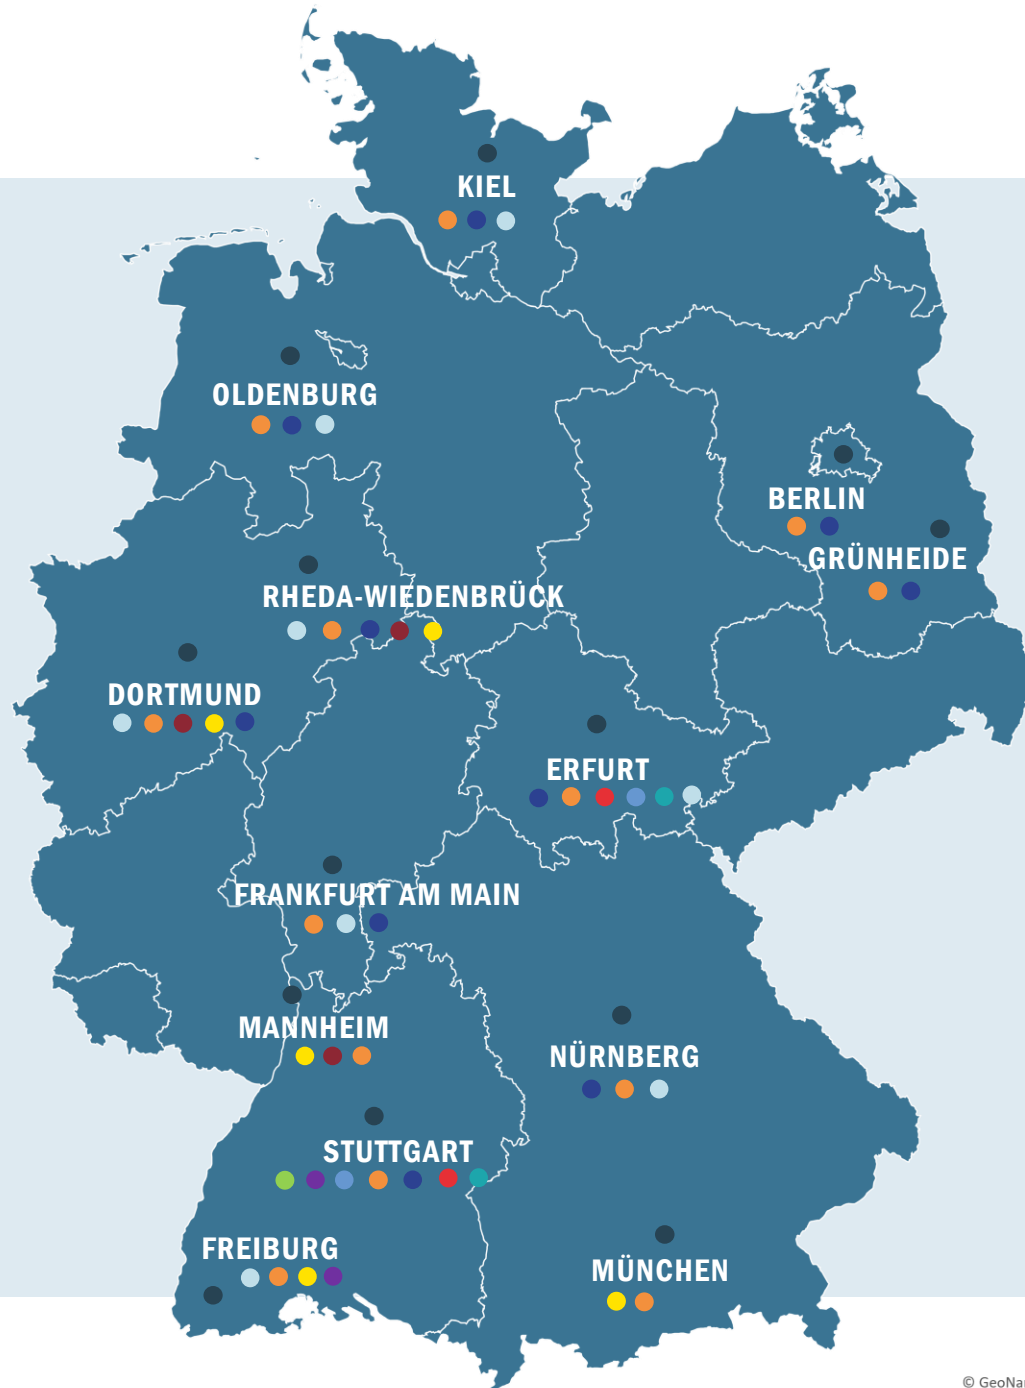 KIEL
OLDENBURG
BERLIN
GRÜNHEIDE
RHEDA-WIEDENBRÜCK
DORTMUND
ERFURT
FRANKFURT AM MAIN
MANNHEIM
NÜRNBERG
STUTTGART
FREIBURG
MÜNCHEN
©